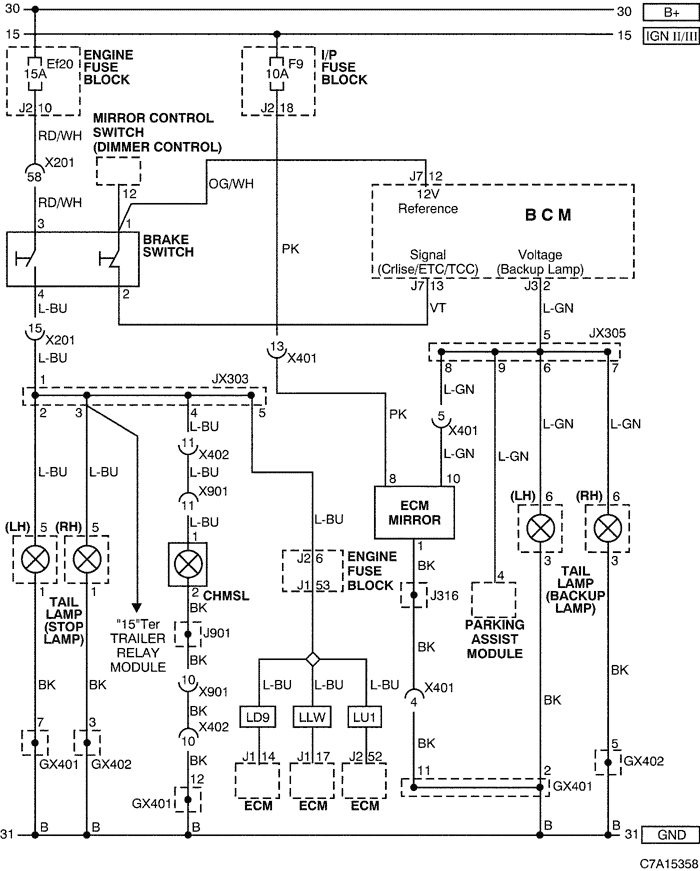 30
30
B+
15
15
IGN II/III
Ef20
15A
J2 10
ENGINE
FUSE
BLOCK
F9
10A
J2 18
I/P
FUSE
BLOCK
RD/WH
X201
58
RD/WH
MIRROR CONTROL
SWITCH
(DIMMER CONTROL)
12
OG/WH
J7 12
12V
Reference
B C M
Signal
(Crlise/ETC/TCC)
Voltage
(Backup Lamp)
J7 13
J3 2
3
1
BRAKE
SWITCH
4
2
PK
VT
L-GN
L-BU
15
X201
L-BU
13
X401
5
JX305
8
9
6
7
1
JX303
2
3
4
5
L-GN
5
X401
L-GN
L-GN
L-GN
L-GN
PK
L-BU
11
X402
L-BU
X901
11
L-BU
L-BU
L-BU
L-BU
8
10
ECM
MIRROR
1
(LH)
5
(RH)
5
1
1
TAIL
LAMP
(STOP
LAMP)
1
2
CHMSL
BK
J901
BK
"15"Ter
TRAILER
RELAY
MODULE
J2 6
J1 53
ENGINE
FUSE
BLOCK
BK
J316
4
PARKING
ASSIST
MODULE
(LH)
6
(RH)
6
3
3
TAIL
LAMP
(BACKUP
LAMP)
BK
BK
10
X901
BK
X402
10
BK
L-BU
L-BU
L-BU
LD9
LLW
LU1
J1 14
J1 17
J2 52
ECM
ECM
ECM
BK
X401
4
BK
BK
BK
7
GX401
3
GX402
12
GX401
11
2
GX401
5
GX402
31
B
B
B
B
B
31
GND
C7A15358